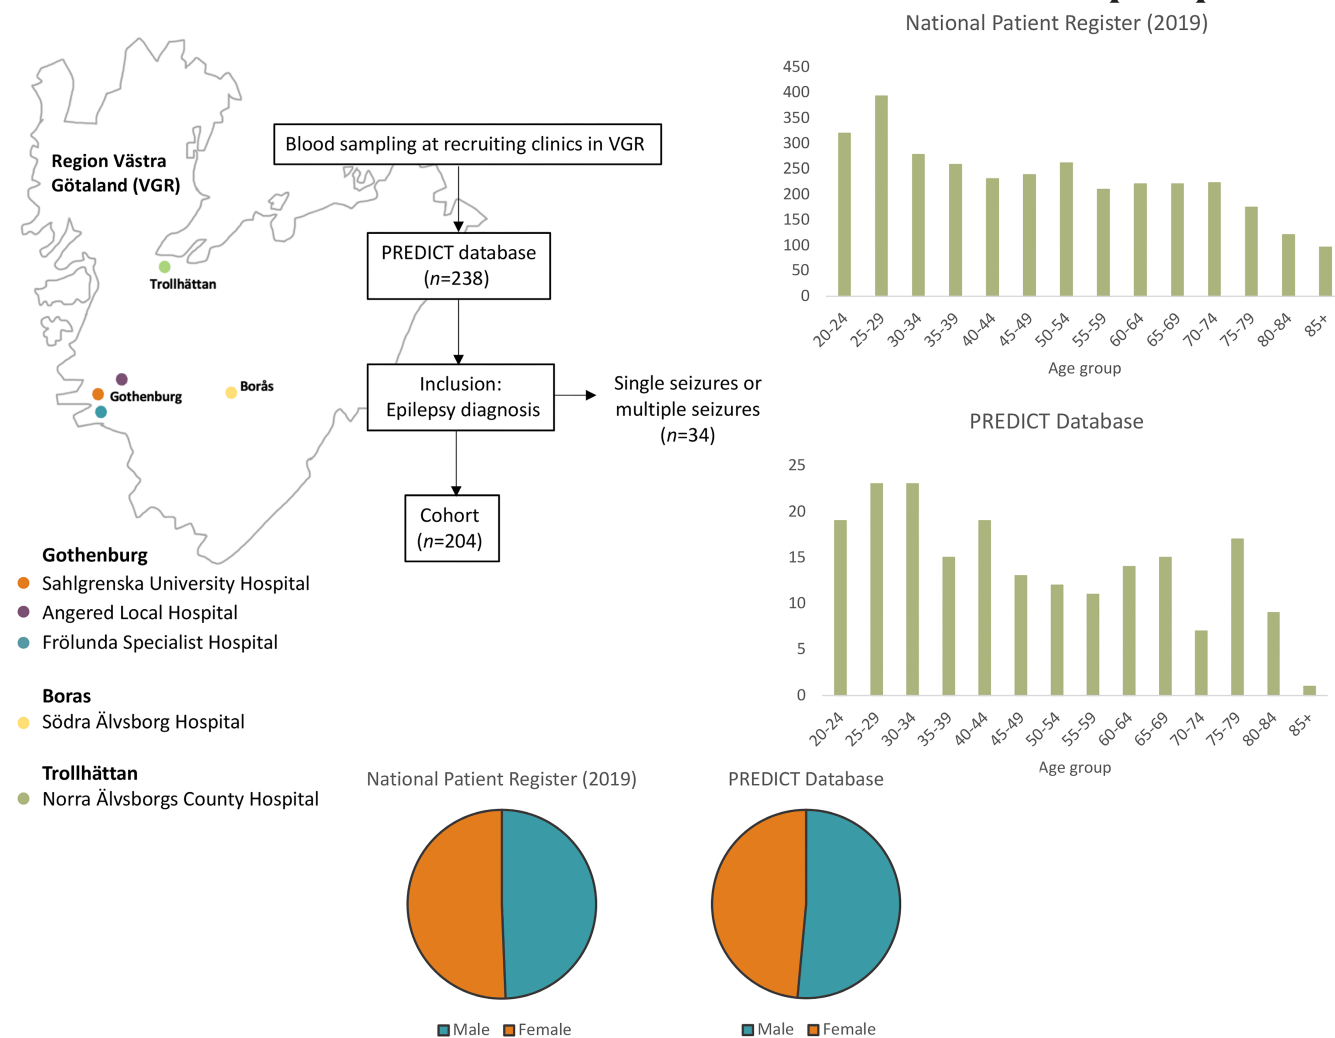 Region Västra
Götaland (VGR)
Trollhättan
Gothenburg
Borås
Blood sampling at recruiting clinics in VGR
PREDICT database
(n=238)
Inclusion:
Epilepsy diagnosis
Single seizures or
multiple seizures
(n=34)
Cohort
(n=204)
Gothenburg
Sahlgrenska University Hospital
Angered Local Hospital
Frölunda Specialist Hospital
Boras
Södra Älvsborg Hospital
Trollhättan
Norra Älvsborgs County Hospital
National Patient Register (2019)
450
400
350
300
250
200
150
100
50
0
20-24
25-29
30-34
35-39
40-44
45-49
50-54
55-59
60-64
65-69
70-74
75-79
80-84
85+
Age group
PREDICT Database
25
20
15
10
5
0
20-24
25-29
30-34
35-39
40-44
45-49
50-54
55-59
60-64
65-69
70-74
75-79
80-84
85+
Age group
National Patient Register (2019)
Male Female
PREDICT Database
Male Female